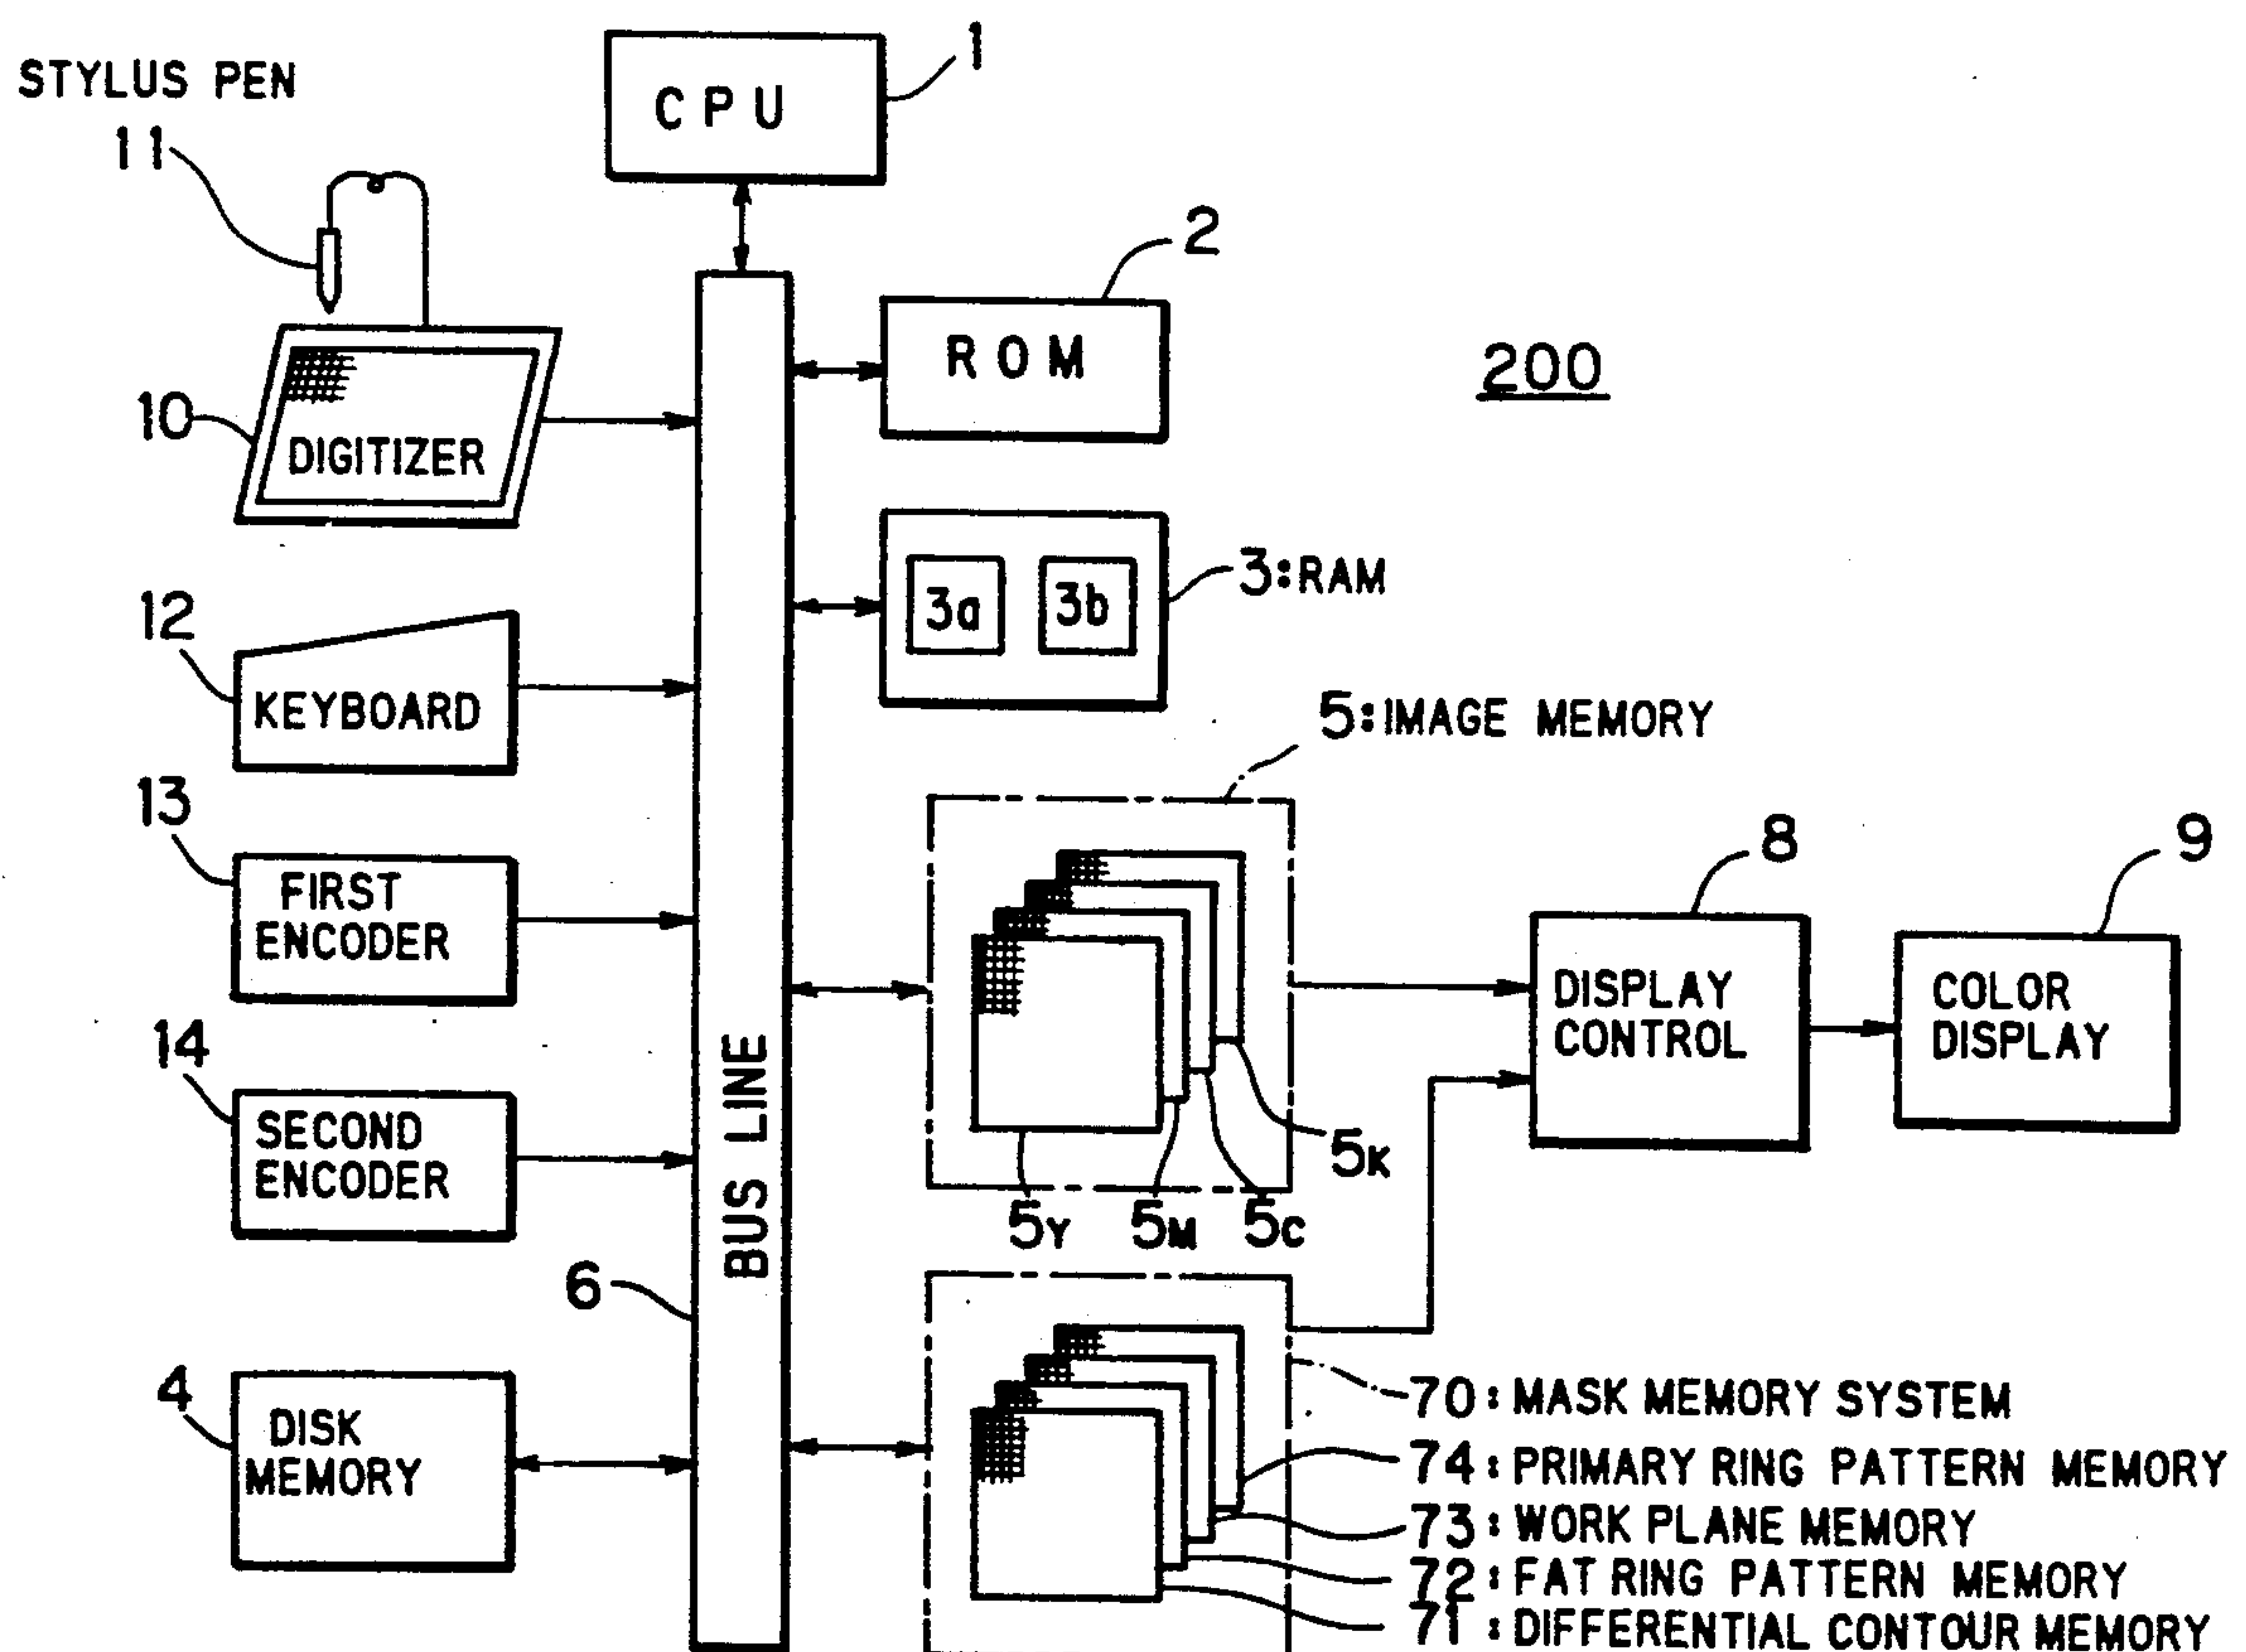 STYLUS PEN
11
CPU
1
2
ROM
200
10
DIGITIZER
3a
3b
3:RAM
12
KEYBOARD
5:IMAGE MEMORY
13
FIRST
ENCODER
8
9
DISPLAY
CONTROL
COLOR
DISPLAY
14
SECOND
ENCODER
BUS LINE
5K
5Y
5M
5C
6
4
DISK
MEMORY
70: MASK MEMORY SYSTEM
74: PRIMARY RING PATTERN MEMORY
73: WORK PLANE MEMORY
72: FAT RING PATTERN MEMORY
71: DIFFERENTIAL CONTOUR MEMORY